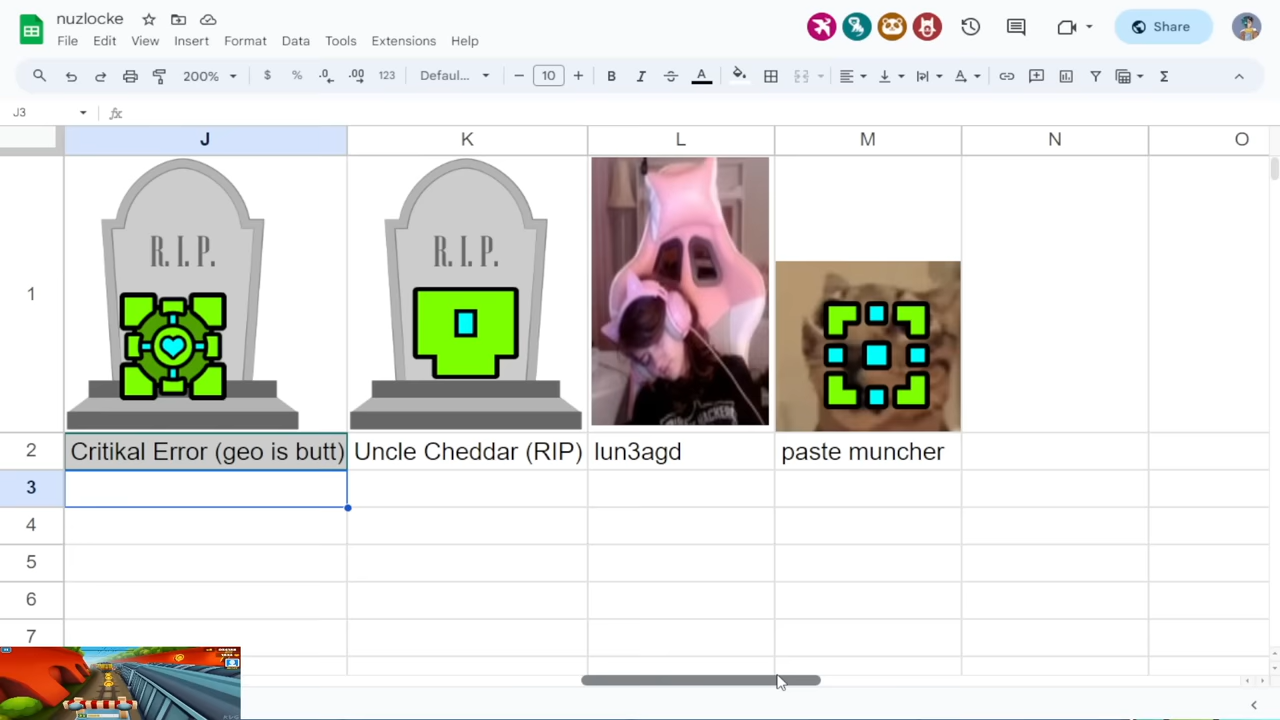 nuzlocke
File Edit View Insert Format Data Tools Extensions Help
Share
200% $ % .0 .00 123 Defaul... 10 B I A
J3 fx
J K L M N O
1
R.I.P.
R.I.P.
2 Critikal Error (geo is butt) Uncle Cheddar (RIP) lun3agd paste muncher
3
4
5
6
7